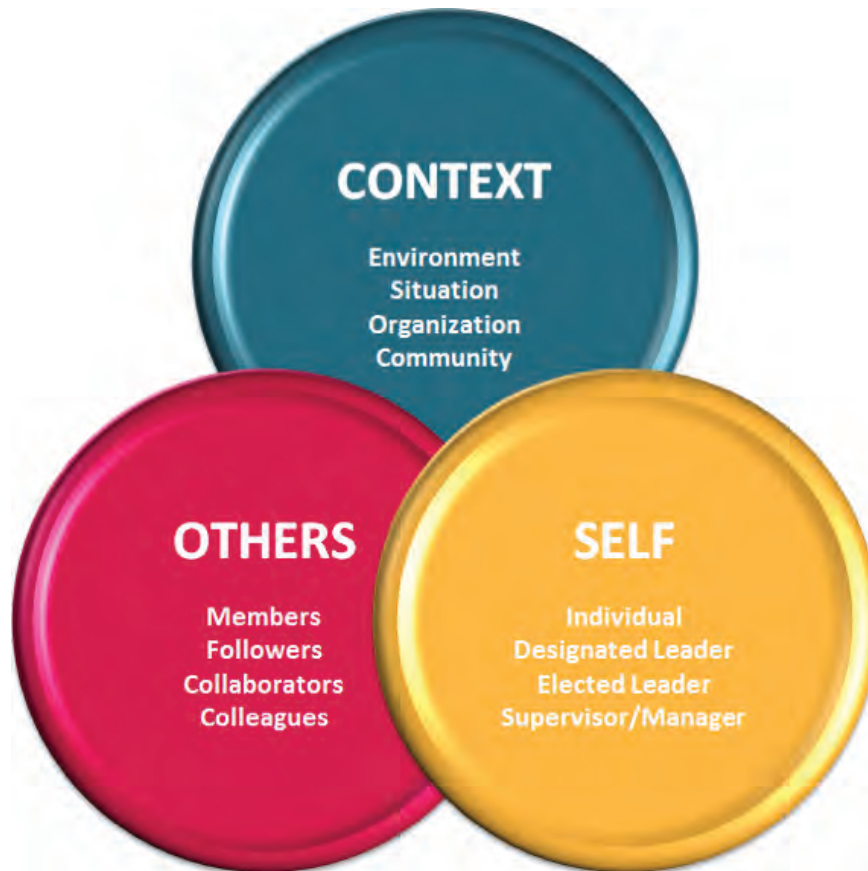 CONTEXT
Environment
Situation
Organization
Community
OTHERS
Members
Followers
Collaborators
Colleagues
SELF
Individual
Designated Leader
Elected Leader
Supervisor/Manager